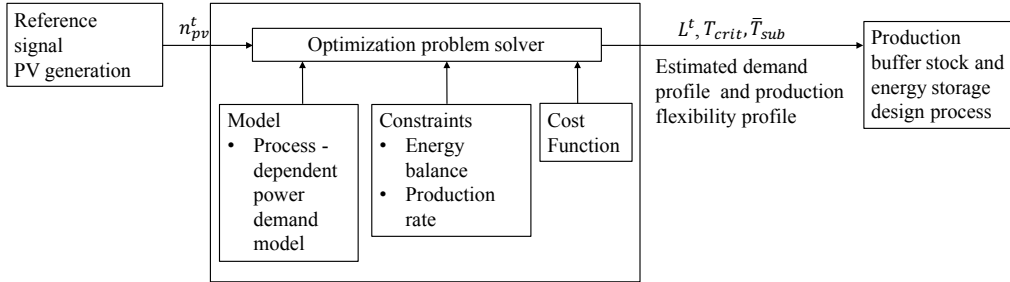 Reference
signal
PV generation
$n_{pv}^{t}$
Optimization problem solver
Model
• Process -
dependent
power
demand
model
Constraints
• Energy
balance
• Production
rate
Cost
Function
$L^{t}, T_{crit}, \bar{T}_{sub}$
Estimated demand
profile and production
flexibility profile
Production
buffer stock and
energy storage
design process